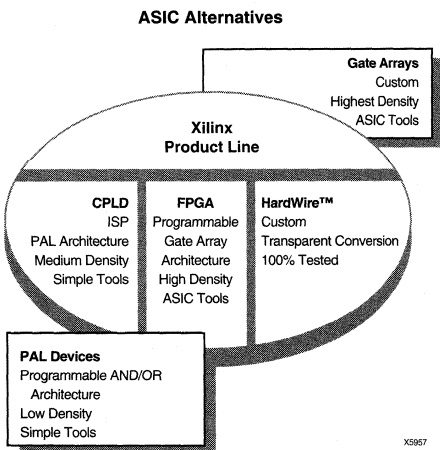 ASIC Alternatives
Gate Arrays
Custom
Highest Density
ASIC Tools
Xilinx
Product Line
CPLD
ISP
PAL Architecture
Medium Density
Simple Tools
FPGA
Programmable
Gate Array
Architecture
High Density
ASIC Tools
HardWire™
Custom
Transparent Conversion
100% Tested
PAL Devices
Programmable AND/OR
Architecture
Low Density
Simple Tools
X5957